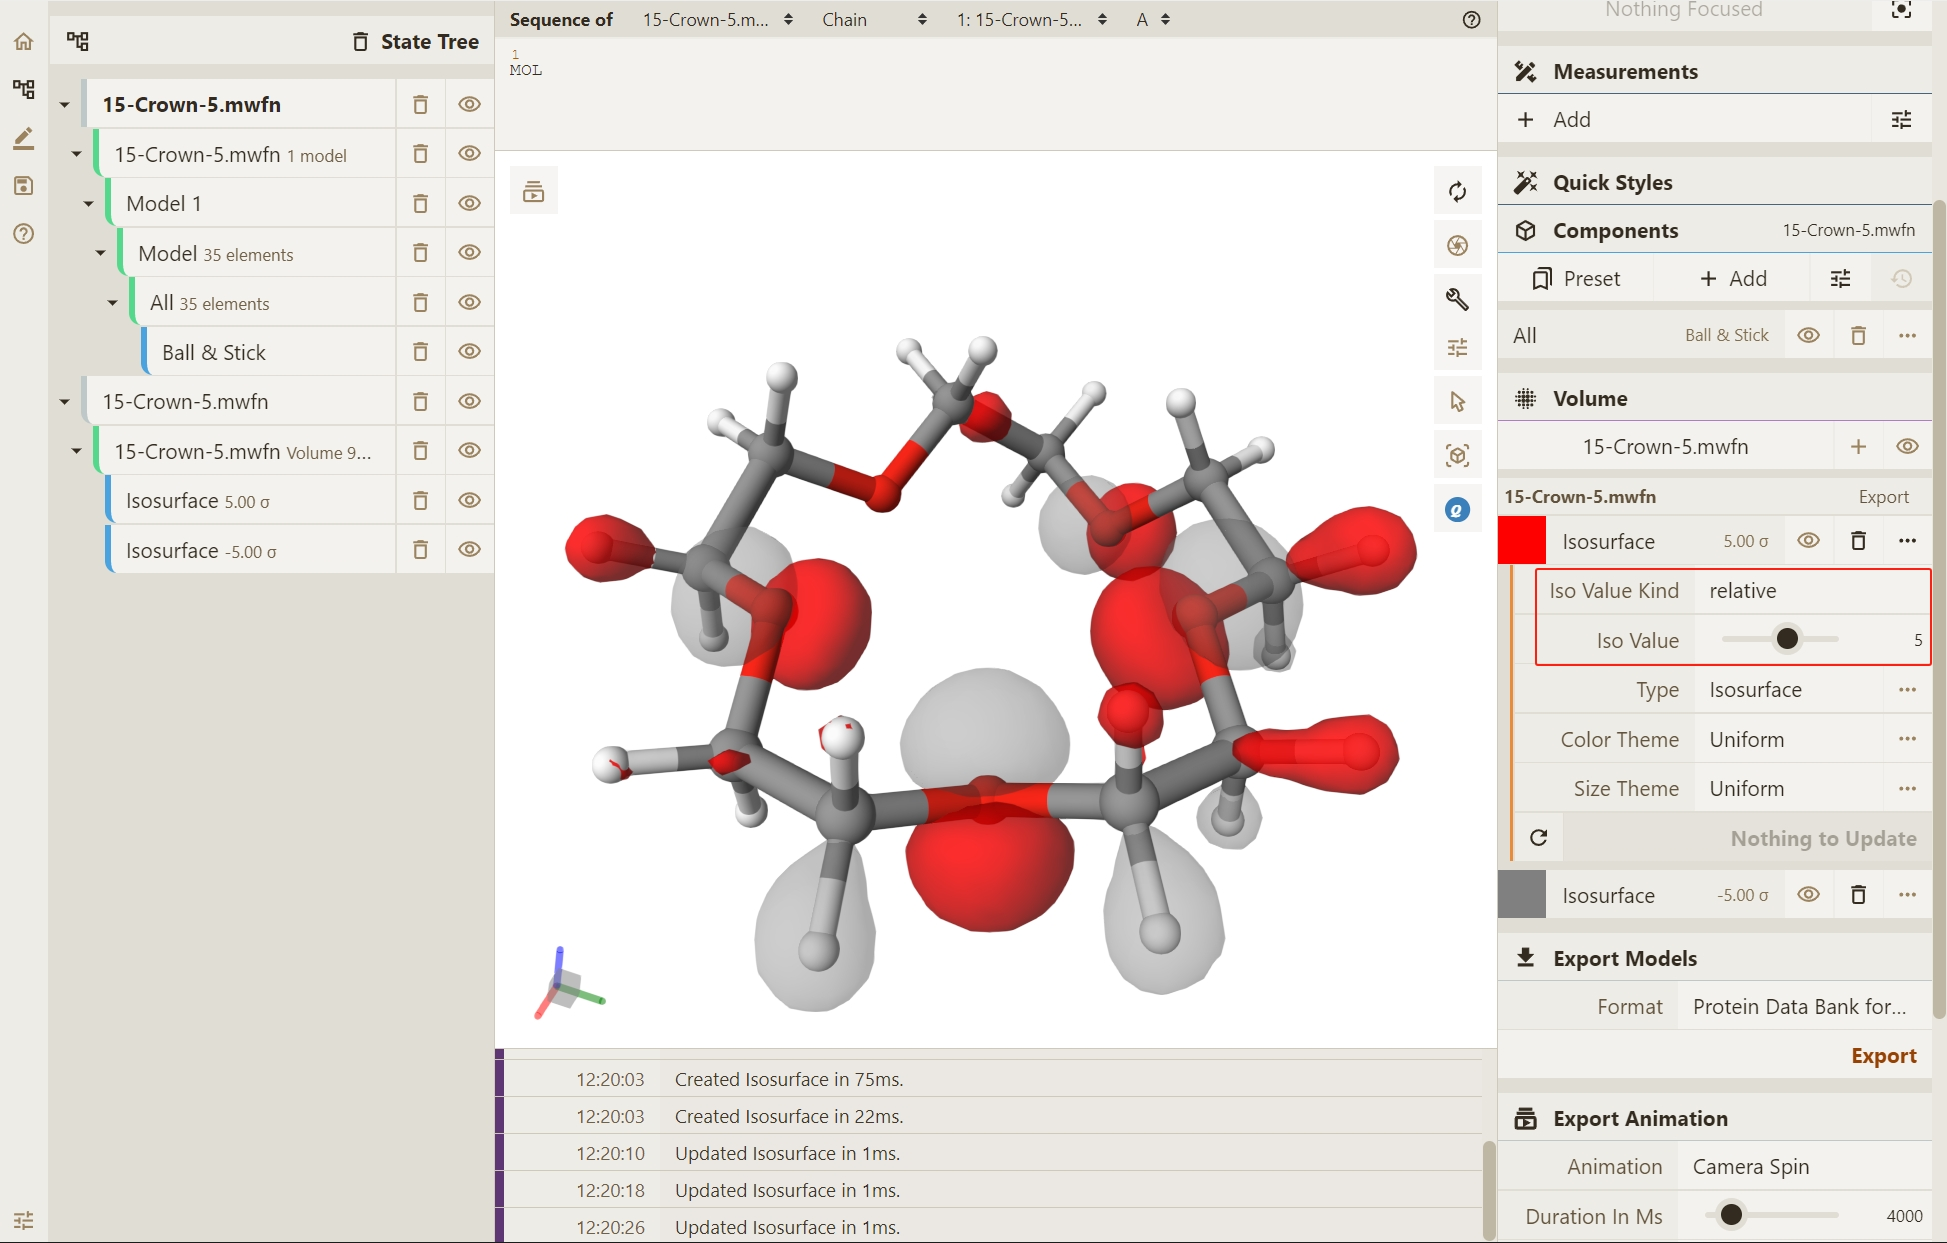 State Tree
15-Crown-5.mwfn
15-Crown-5.mwfn 1 model
Model 1
Model 35 elements
All 35 elements
Ball & Stick
15-Crown-5.mwfn
15-Crown-5.mwfn Volume 9...
Isosurface 5.00 σ
Isosurface -5.00 σ
Sequence of 15-Crown-5.m... Chain 1: 15-Crown-5... A
1
MOL
12:20:03 Created Isosurface in 75ms.
12:20:03 Created Isosurface in 22ms.
12:20:10 Updated Isosurface in 1ms.
12:20:18 Updated Isosurface in 1ms.
12:20:26 Updated Isosurface in 1ms.
Nothing Focused
Measurements
+ Add
Quick Styles
Components 15-Crown-5.mwfn
Preset + Add
All Ball & Stick
Volume
15-Crown-5.mwfn
15-Crown-5.mwfn Export
Isosurface 5.00 σ
Iso Value Kind relative
Iso Value 5
Type Isosurface
Color Theme Uniform
Size Theme Uniform
Nothing to Update
Isosurface -5.00 σ
Export Models
Format Protein Data Bank for...
Export
Export Animation
Animation Camera Spin
Duration In Ms 4000